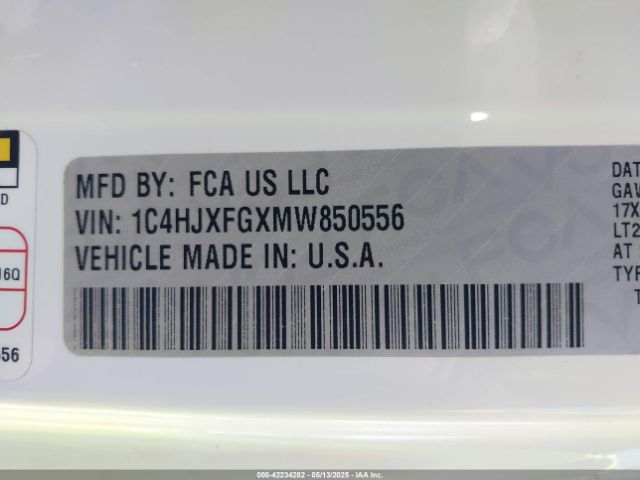 MFD BY: FCA US LLC
VIN: 1C4HJXFGXMW850556
VEHICLE MADE IN: U.S.A.
D
16Q
556
DAT
GAV
17X
LT2
AT
TYP
T
000-42234282 - 05/13/2025 - IAA Inc.